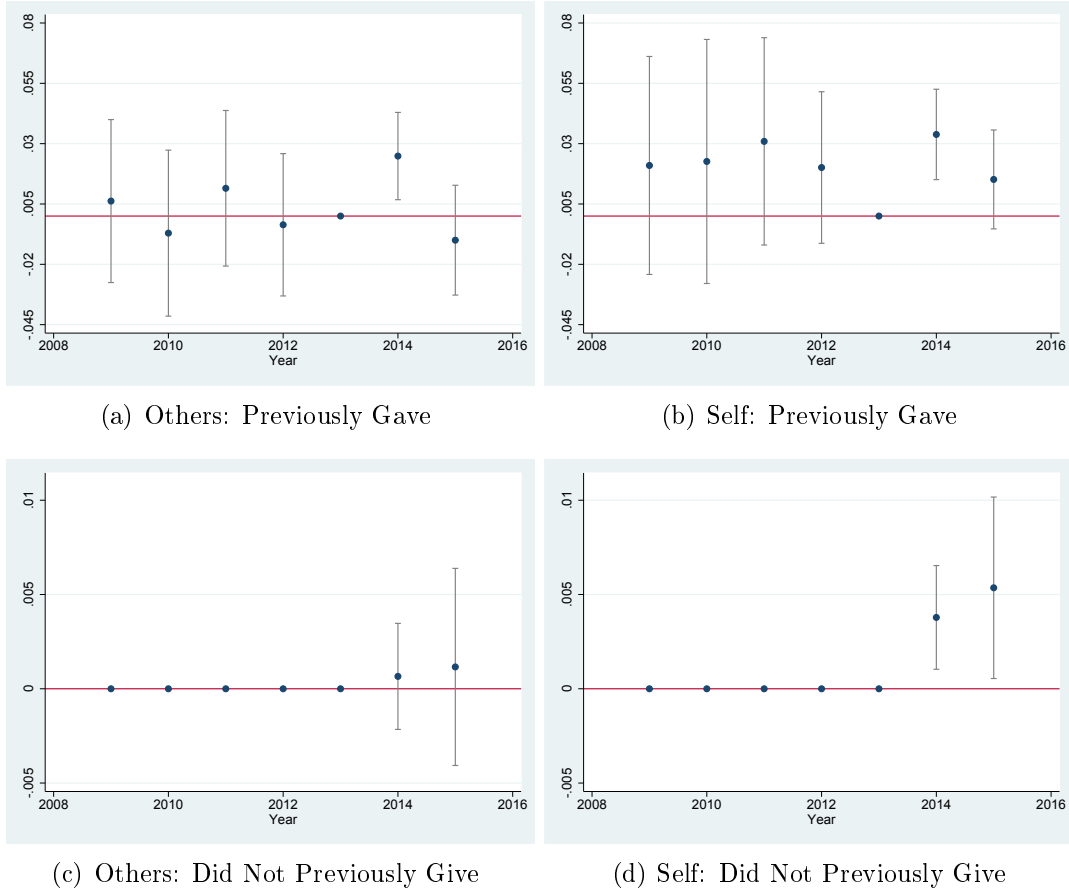 .08
.055
.03
.005
-.02
-.045
2008 2010 2012 2014 2016
Year
(a) Others: Previously Gave
.08
.055
.03
.005
-.02
-.045
2008 2010 2012 2014 2016
Year
(b) Self: Previously Gave
.01
.005
0
-.005
2008 2010 2012 2014 2016
Year
(c) Others: Did Not Previously Give
.01
.005
0
-.005
2008 2010 2012 2014 2016
Year
(d) Self: Did Not Previously Give